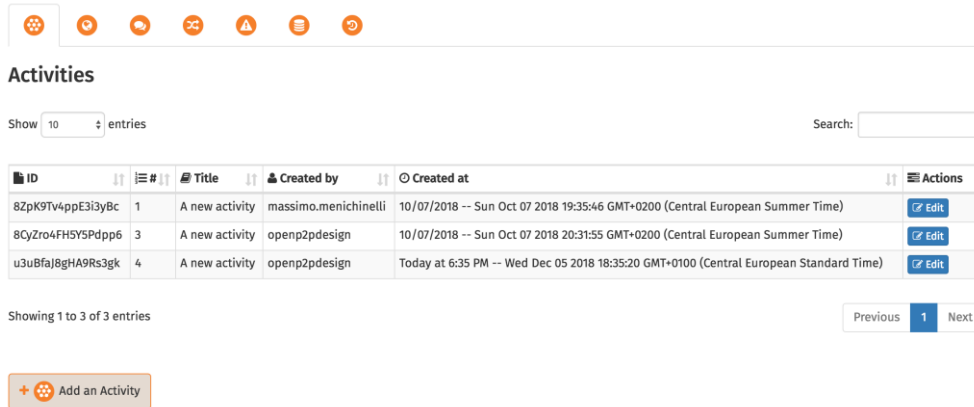 Activities
Show 10 entries
Search:
ID # Title Created by Created at Actions
8ZpK9Tv4ppE3i3yBc 1 A new activity massimo.menichinelli 10/07/2018 -- Sun Oct 07 2018 19:35:46 GMT+0200 (Central European Summer Time) Edit
8CyZro4FH5Y5Pdpp6 3 A new activity openp2pdesign 10/07/2018 -- Sun Oct 07 2018 20:31:55 GMT+0200 (Central European Summer Time) Edit
u3uBfaJ8gHA9Rs3gk 4 A new activity openp2pdesign Today at 6:35 PM -- Wed Dec 05 2018 18:35:20 GMT+0100 (Central European Standard Time) Edit
Showing 1 to 3 of 3 entries
Previous 1 Next
+ Add an Activity